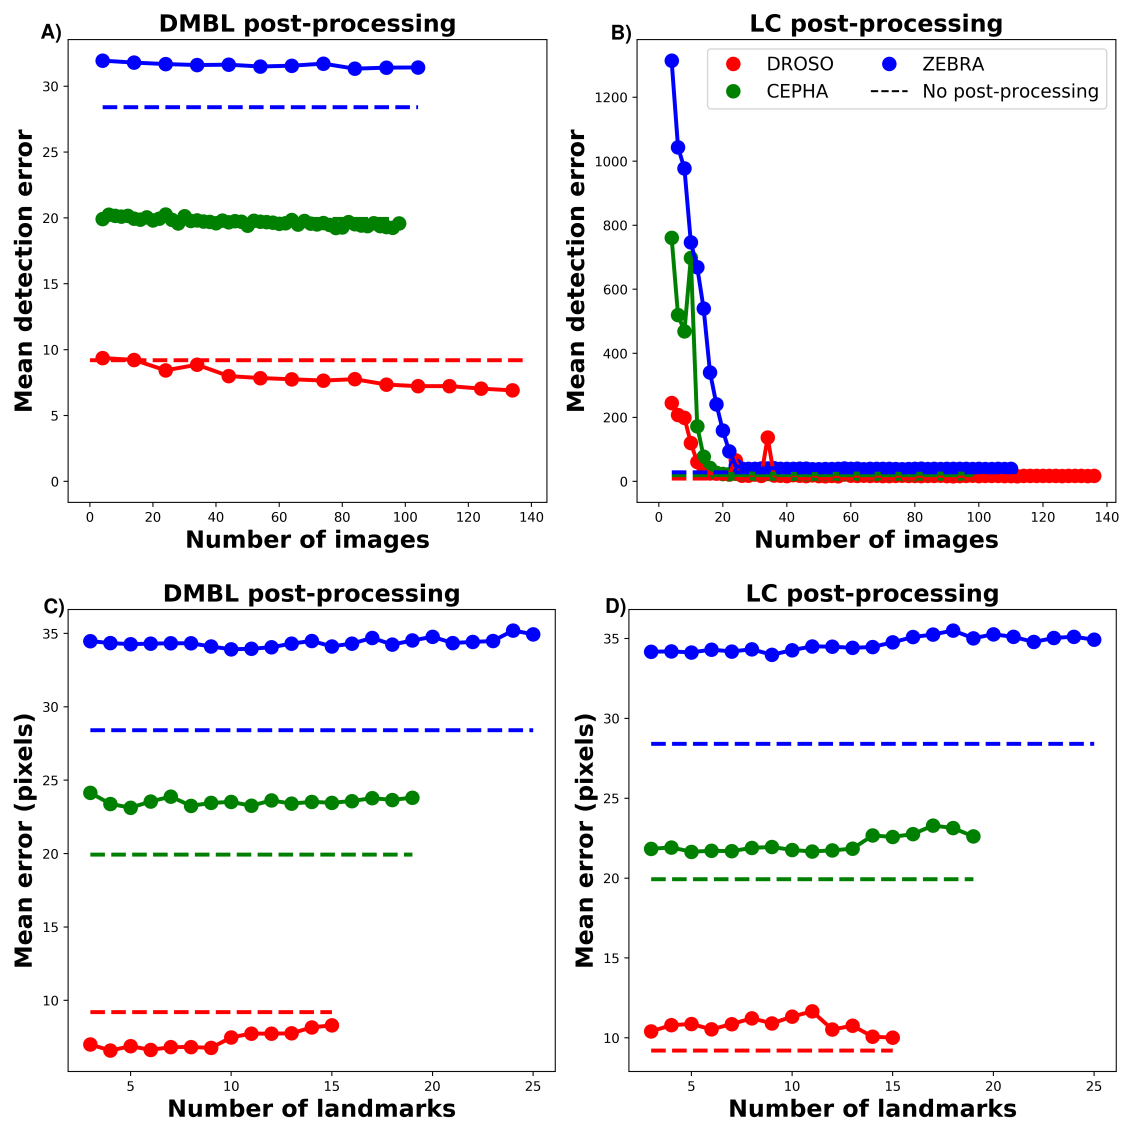 A) DMBL post-processing
30
25
20
15
10
5
0
0 20 40 60 80 100 120 140
Mean detection error
Number of images
B) LC post-processing
DROSO ZEBRA
CEPHA No post-processing
1200
1000
800
600
400
200
0
0 20 40 60 80 100 120 140
Mean detection error
Number of images
C) DMBL post-processing
35
30
25
20
15
10
5 10 15 20 25
Mean error (pixels)
Number of landmarks
D) LC post-processing
35
30
25
20
15
10
5 10 15 20 25
Mean error (pixels)
Number of landmarks